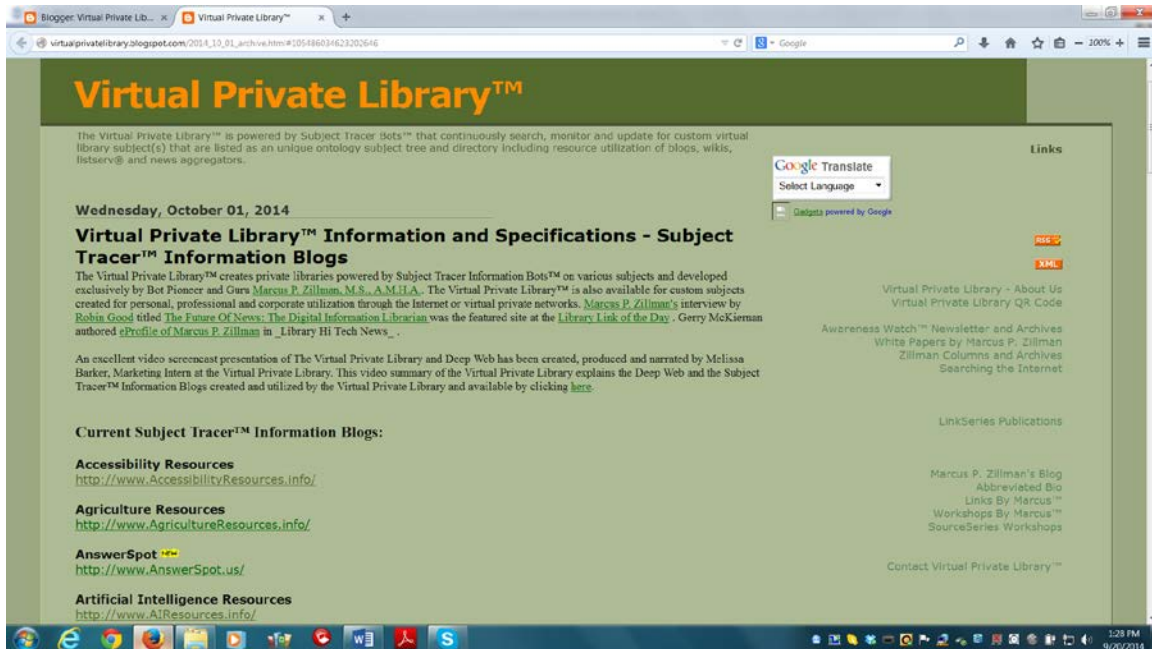 Blogger: Virtual Private Lib...
Virtual Private Library™
virtualprivatelibrary.blogspot.com/2014_10_01_archive.html#105486034623202646
Google
100%
Virtual Private Library™
The Virtual Private Library™ is powered by Subject Tracer Bots™ that continuously search, monitor and update for custom virtual
library subject(s) that are listed as an unique ontology subject tree and directory including resource utilization of blogs, wikis,
listserv® and news aggregators.
Wednesday, October 01, 2014
Virtual Private Library™ Information and Specifications - Subject
Tracer™ Information Blogs
The Virtual Private Library™ creates private libraries powered by Subject Tracer Information Bots™ on various subjects and developed
exclusively by Bot Pioneer and Guru Marcus P. Zillman, M.S., A.M.H.A.. The Virtual Private Library™ is also available for custom subjects
created for personal, professional and corporate utilization through the Internet or virtual private networks. Marcus P. Zillman's interview by
Robin Good titled The Future Of News: The Digital Information Librarian was the featured site at the Library Link of the Day . Gerry McKiernan
authored eProfile of Marcus P. Zillman in _Library Hi Tech News_ .
An excellent video screencast presentation of The Virtual Private Library and Deep Web has been created, produced and narrated by Melissa
Barker, Marketing Intern at the Virtual Private Library. This video summary of the Virtual Private Library explains the Deep Web and the Subject
Tracer™ Information Blogs created and utilized by the Virtual Private Library and available by clicking here.
Current Subject Tracer™ Information Blogs:
Accessibility Resources
http://www.AccessibilityResources.info/
Agriculture Resources
http://www.AgricultureResources.info/
AnswerSpot NEW
http://www.AnswerSpot.us/
Artificial Intelligence Resources
http://www.AIResources.info/
Google Translate
Select Language
Gadgets powered by Google
Links
RSS
XML
Virtual Private Library - About Us
Virtual Private Library QR Code
Awareness Watch™ Newsletter and Archives
White Papers by Marcus P. Zillman
Zillman Columns and Archives
Searching the Internet
LinkSeries Publications
Marcus P. Zillman's Blog
Abbreviated Bio
Links By Marcus™
Workshops By Marcus™
SourceSeries Workshops
Contact Virtual Private Library™
1:28 PM
9/20/2014